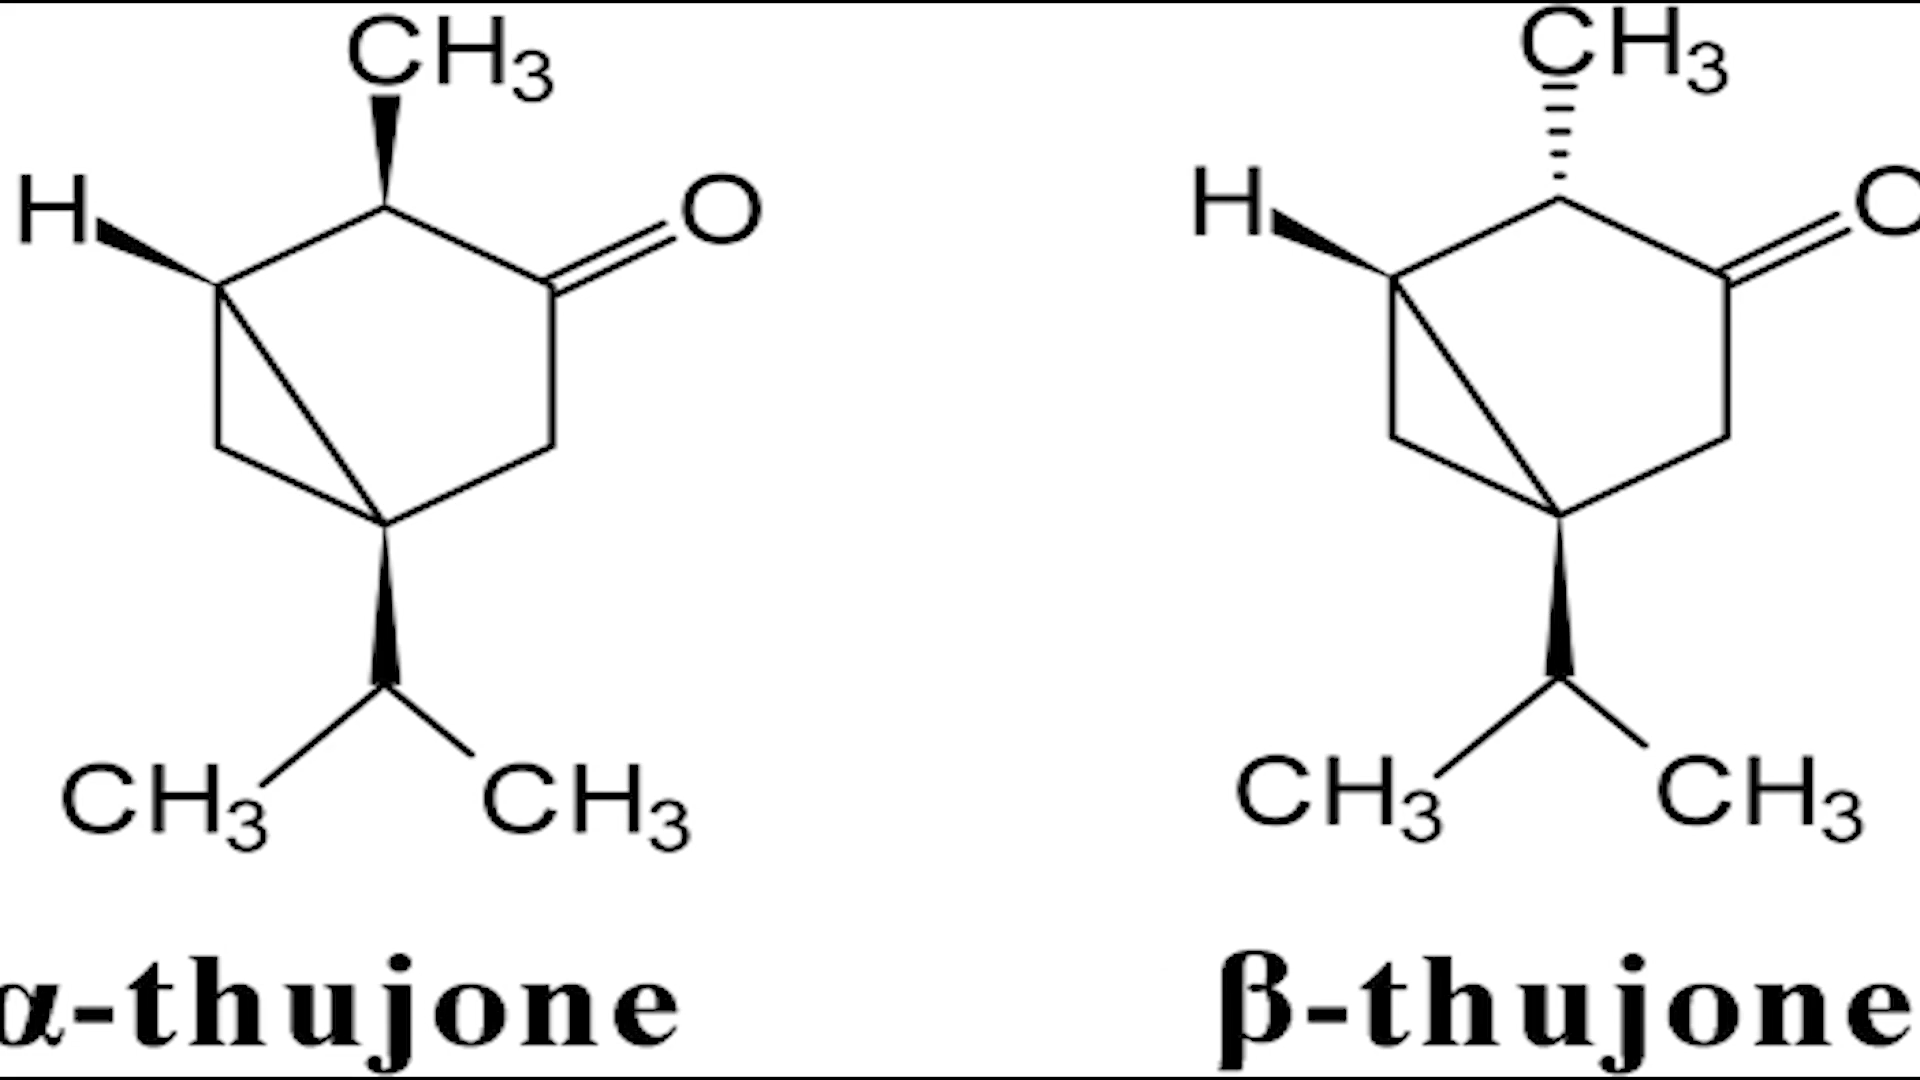 CH3 CH3
H O H O
CH3 CH3 CH3 CH3
α-thujone β-thujone